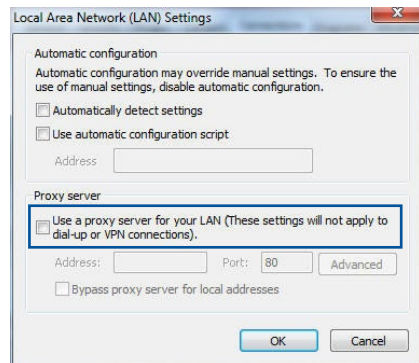 Local Area Network (LAN) Settings
Automatic configuration
Automatic configuration may override manual settings. To ensure the
use of manual settings, disable automatic configuration.
Automatically detect settings
Use automatic configuration script
Address
Proxy server
Use a proxy server for your LAN (These settings will not apply to
dial-up or VPN connections).
Address:
Port: 80
Advanced
Bypass proxy server for local addresses
OK
Cancel